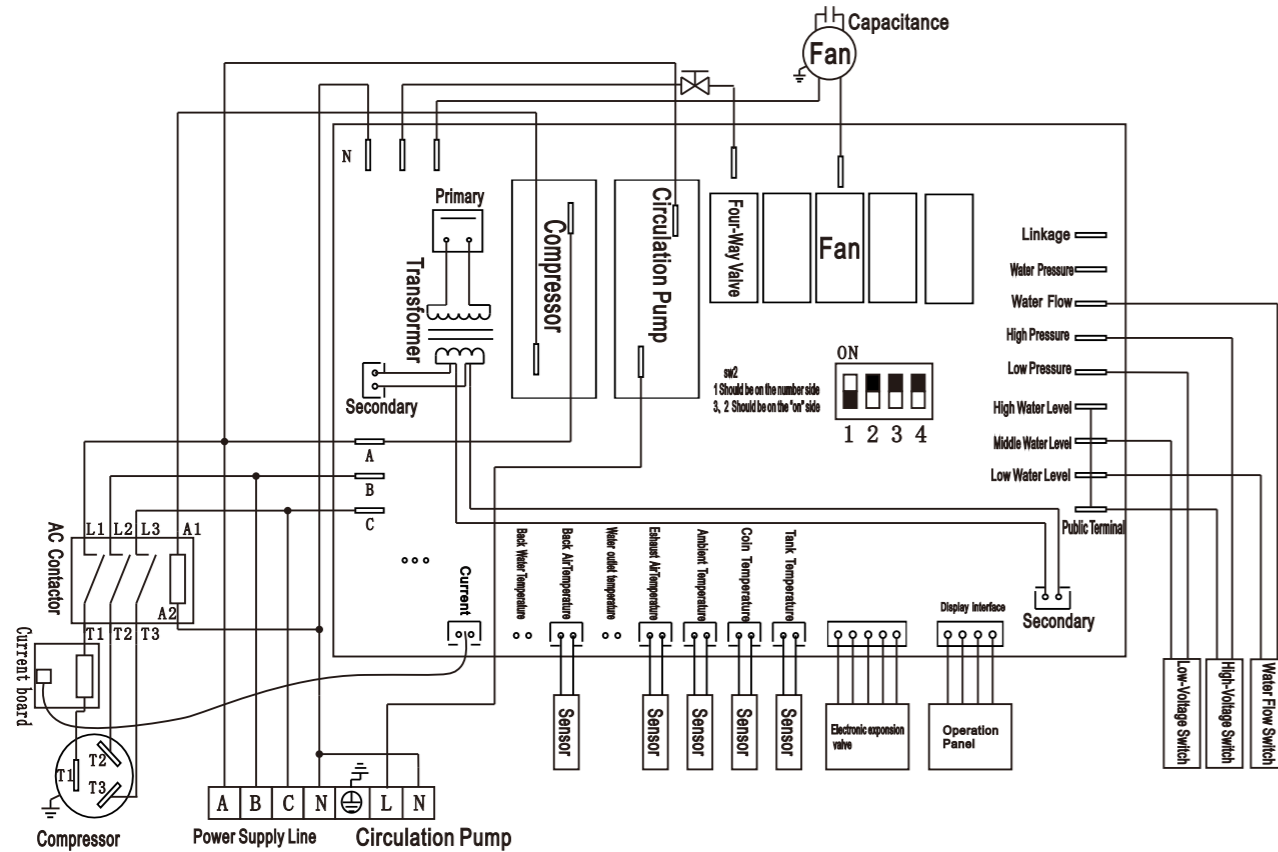 Capacitance
Fan
N
Primary
Transformer
Secondary
Compressor
Circulation Pump
Four-Way Valve
Fan
Linkage
Water Pressure
Water Flow
High Pressure
Low Pressure
High Water Level
Middle Water Level
Low Water Level
Public Terminal
sw2
1 Should be on the number side
3、2 Should be on the "on" side
ON
1 2 3 4
A
B
C
AC Contactor
L1 L2 L3 A1
A2
T1 T2 T3
Current board
T1
T2
T3
Compressor
Current
Back Water Temperature
Back AirTemperature
Water outlet temperature
Eshaust AirTemperature
Ambient Temperature
Coin Temperature
Tank Temperature
Display interface
Secondary
Sensor
Sensor
Sensor
Sensor
Sensor
Electronic exponsion
valve
Operation
Panel
Low-Voltage Switch
High-Voltage Switch
Water Flow Switch
A B C N L N
Power Supply Line
Circulation Pump